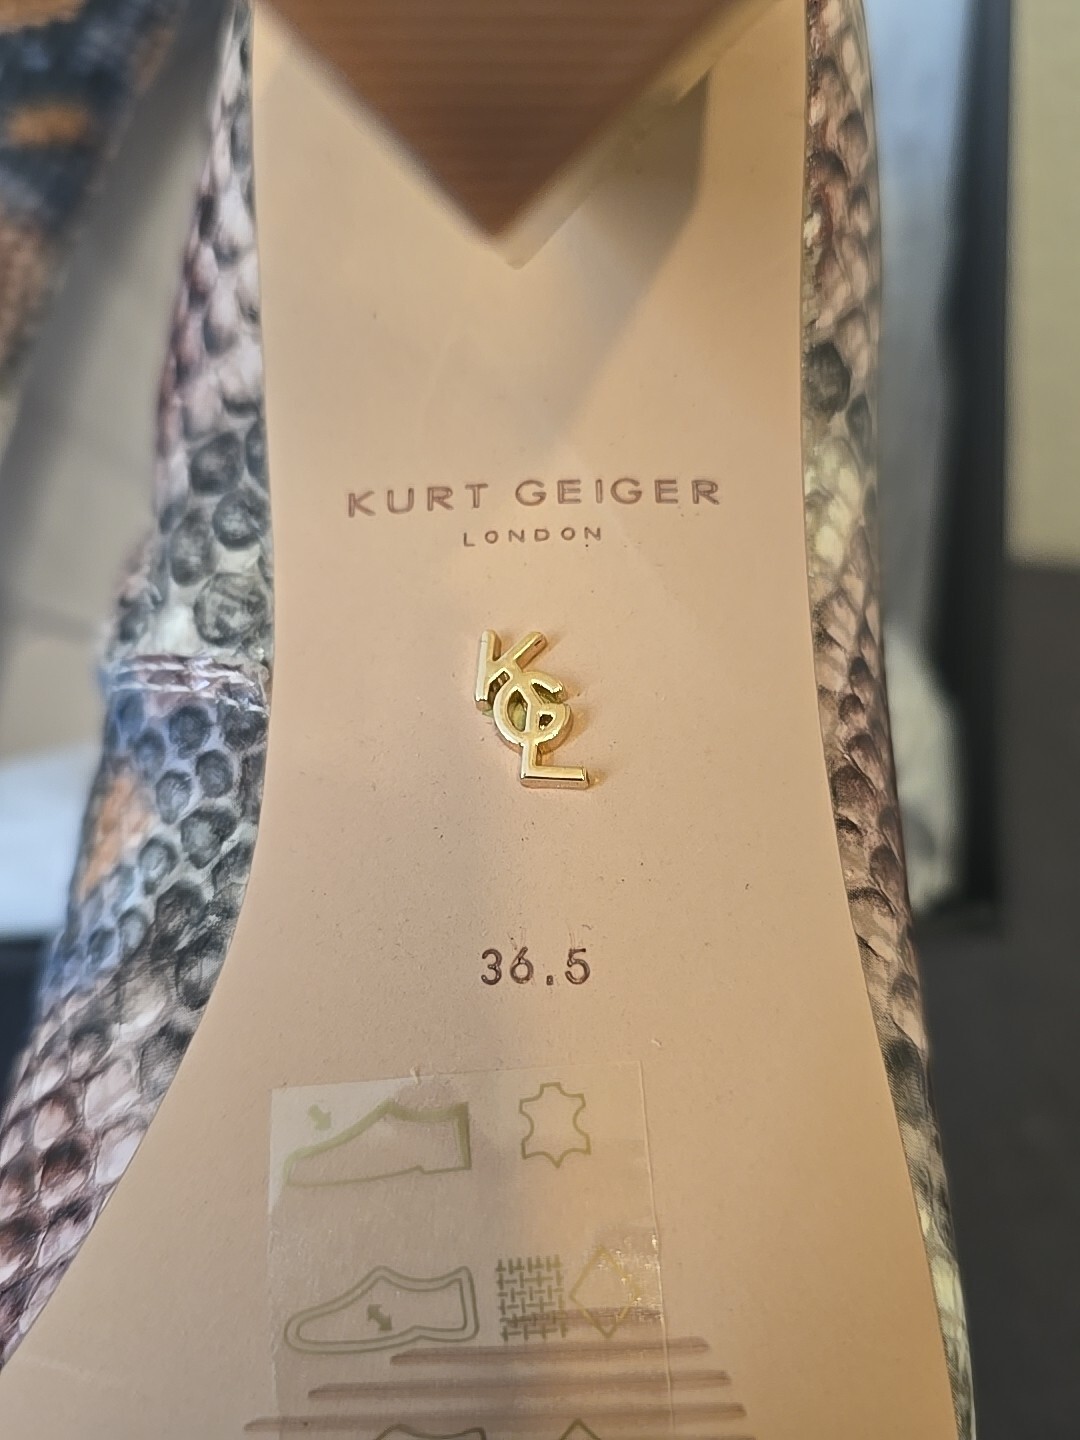 KURT GEIGER
LONDON
KGL
36.5